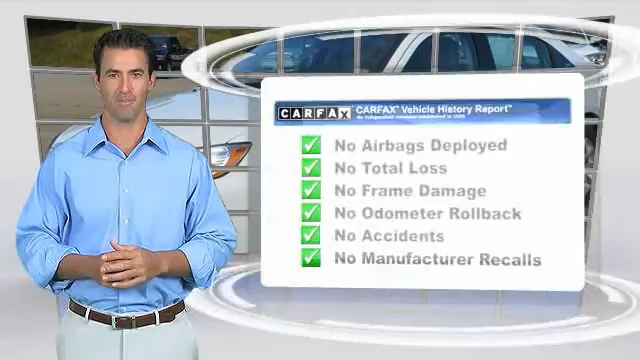 CARFAX CARFAX Vehicle History Report™
No Airbags Deployed
No Total Loss
No Frame Damage
No Odometer Rollback
No Accidents
No Manufacturer Recalls